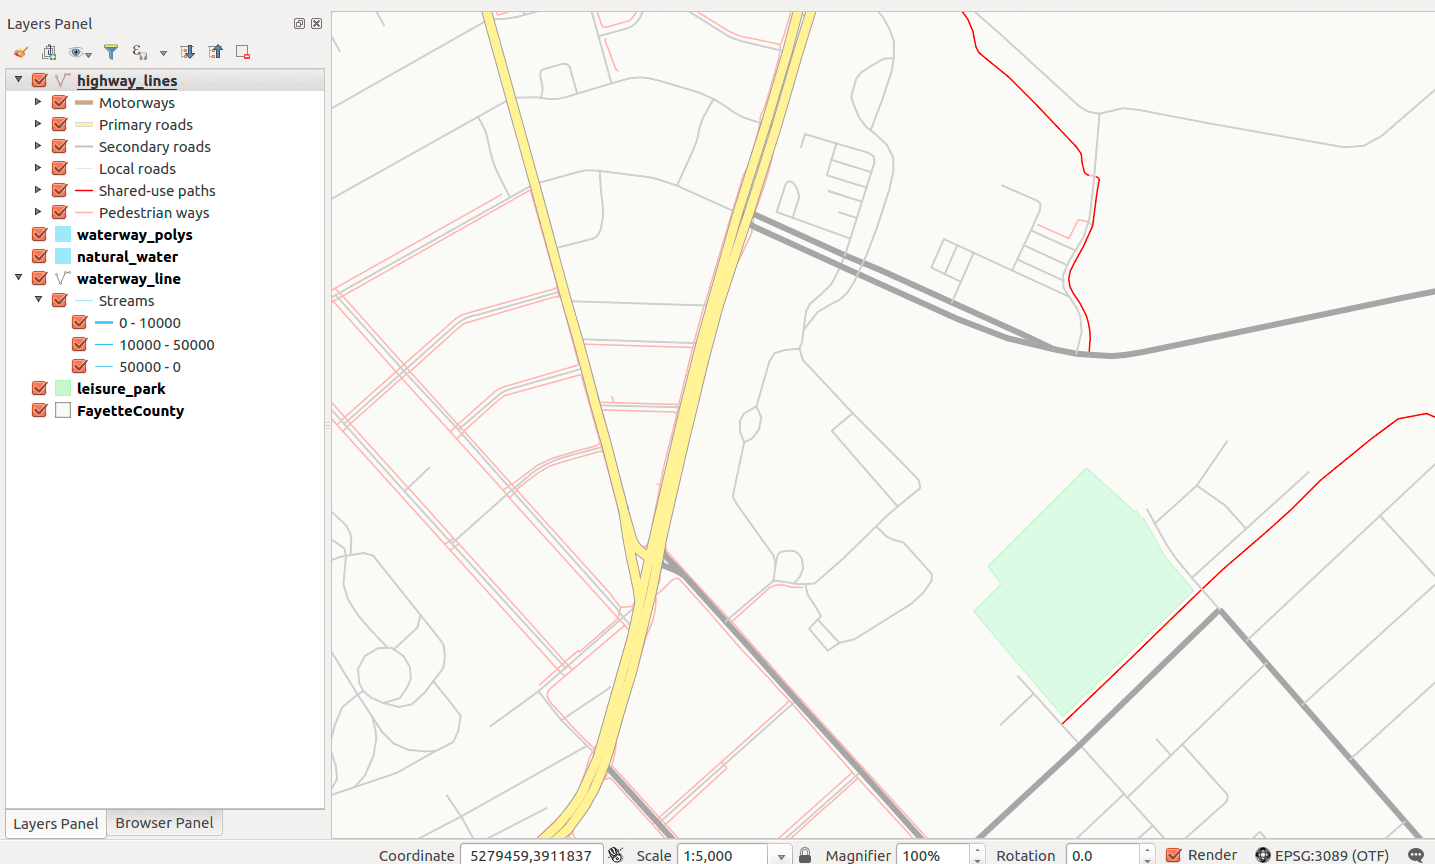 Layers Panel
highway_lines
Motorways
Primary roads
Secondary roads
Local roads
Shared-use paths
Pedestrian ways
waterway_polys
natural_water
waterway_line
Streams
0 - 10000
10000 - 50000
50000 - 0
leisure_park
FayetteCounty
Layers Panel Browser Panel
Coordinate 5279459,3911837 Scale 1:5,000 Magnifier 100% Rotation 0.0 Render EPSG:3089 (OTF)